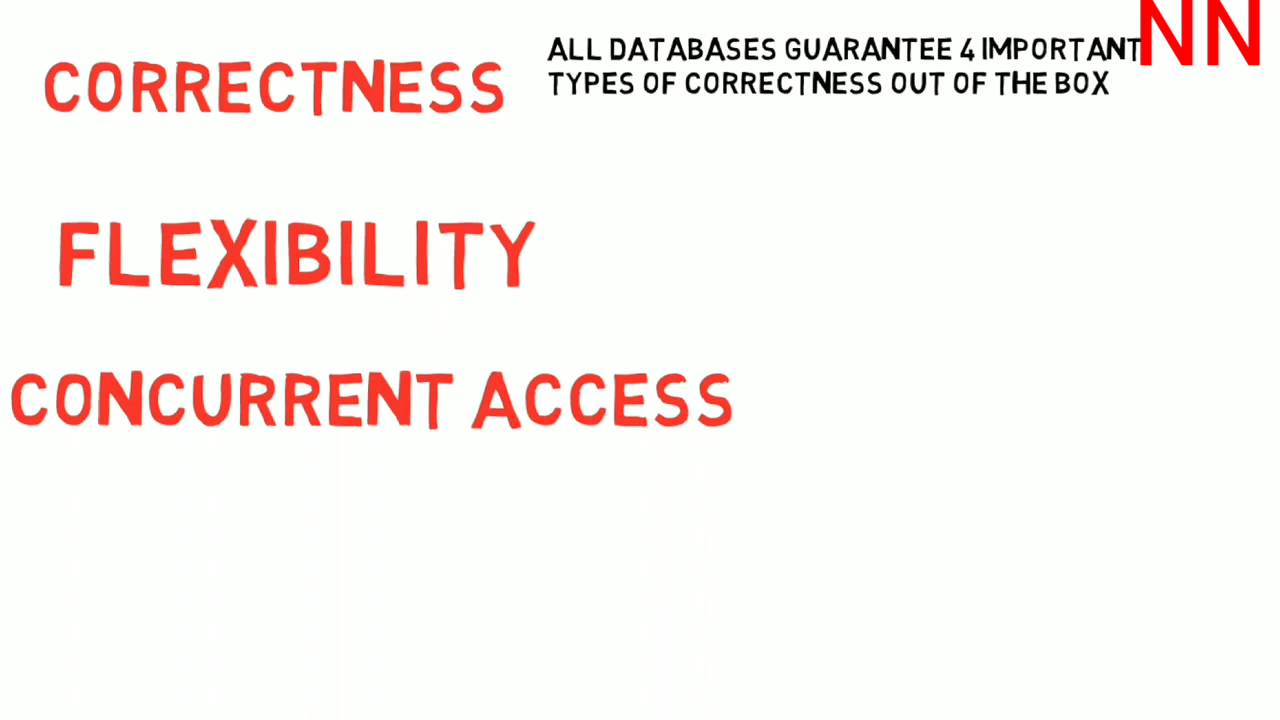 CORRECTNESS
ALL DATABASES GUARANTEE 4 IMPORTANT
TYPES OF CORRECTNESS OUT OF THE BOX
NN
FLEXIBILITY
CONCURRENT ACCESS